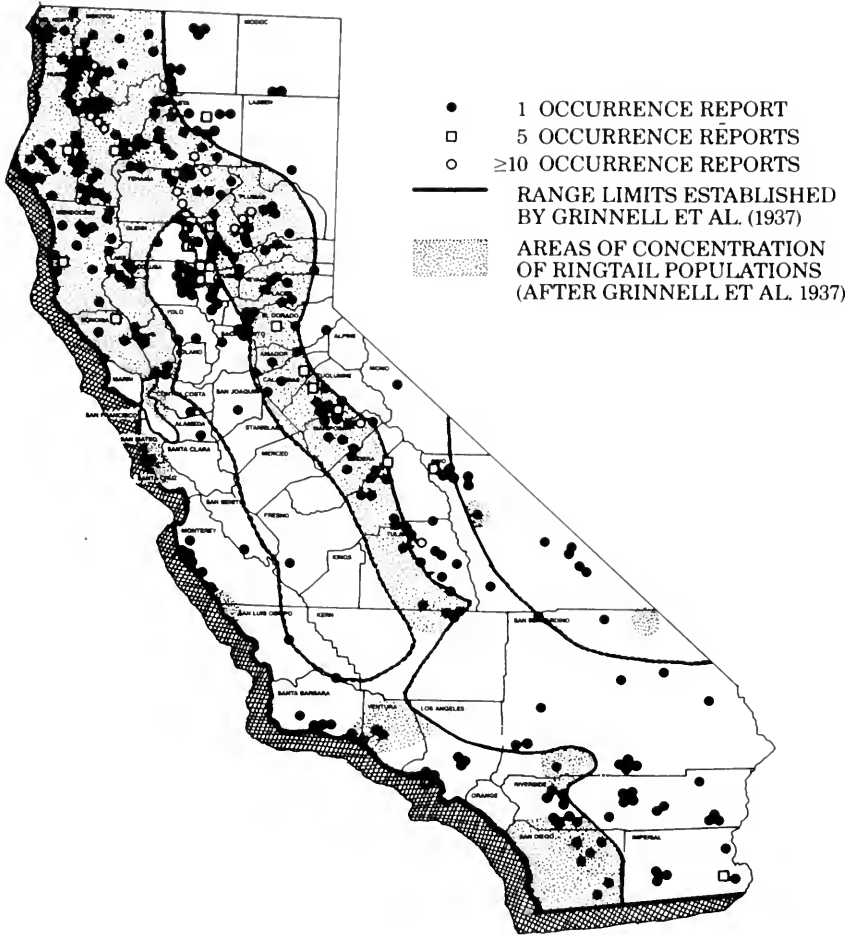 1 OCCURRENCE REPORT
5 OCCURRENCE REPORTS
≥10 OCCURRENCE REPORTS
RANGE LIMITS ESTABLISHED
BY GRINNELL ET AL. (1937)
AREAS OF CONCENTRATION
OF RINGTAIL POPULATIONS
(AFTER GRINNELL ET AL. 1937)
MODOC
LASSEN
TEHAMA
PLUMAS
MENDOCINO
GLENN
YOLO
SONOMA
EL DORADO
ALPINE
AMADOR
MARIN
CONTRA COSTA
SAN JOAQUIN
TUOLUMNE
MONO
SAN FRANCISCO
ALAMEDA
STANISLAUS
SAN MATEO
SANTA CLARA
MERCED
MADERA
SANTA CRUZ
SAN BENITO
FRESNO
MONTEREY
KINGS
SAN LUIS OBISPO
KERN
SAN BERNARDINO
SANTA BARBARA
VENTURA
LOS ANGELES
ORANGE
RIVERSIDE
SAN DIEGO
IMPERIAL